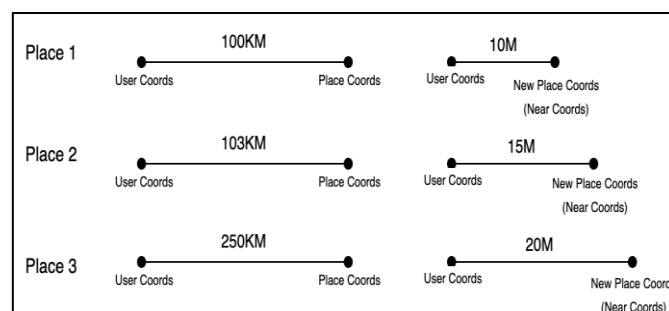 Place 1
100KM
User Coords
Place Coords
10M
User Coords
New Place Coords
(Near Coords)
Place 2
103KM
User Coords
Place Coords
15M
User Coords
New Place Coords
(Near Coords)
Place 3
250KM
User Coords
Place Coords
20M
User Coords
New Place Coord
(Near Coords)